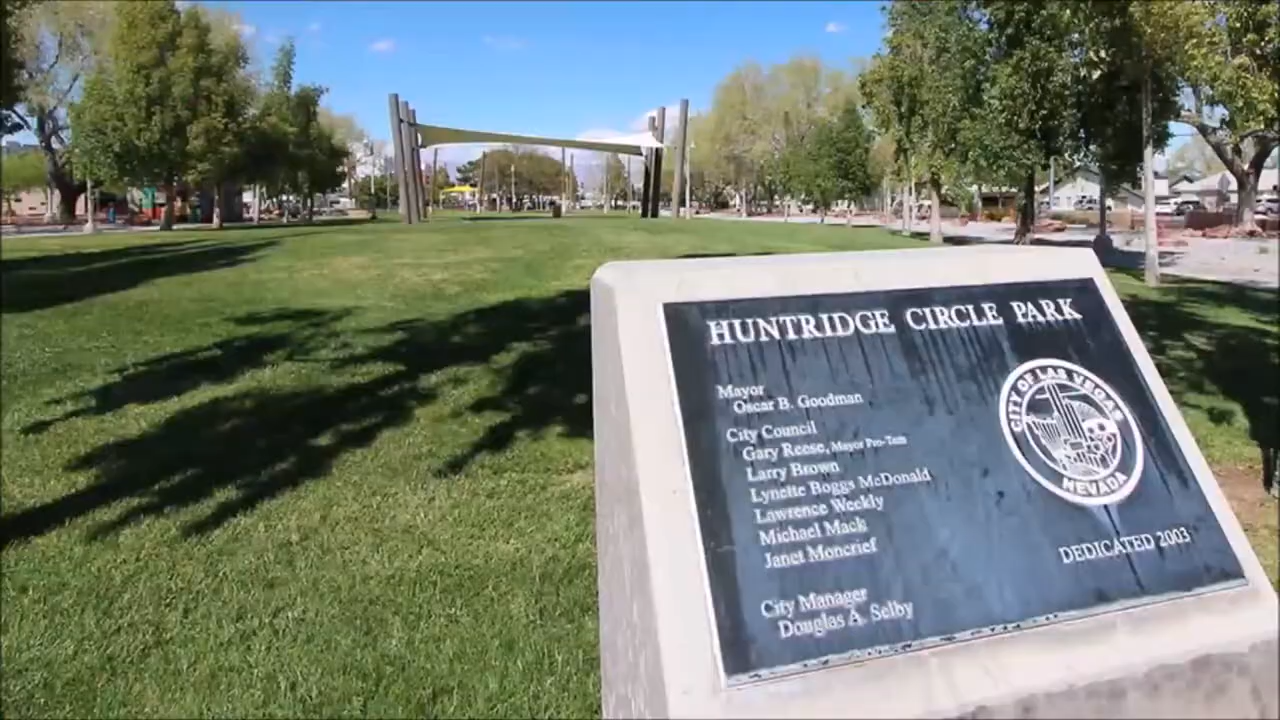 HUNTRIDGE CIRCLE PARK
Mayor
Oscar B. Goodman
City Council
Gary Reese, Mayor Pro-Tem
Larry Brown
Lynette Boggs McDonald
Lawrence Weekly
Michael Mack
Janet Moncrief
City Manager
Douglas A. Selby
CITY OF LAS VEGAS
NEVADA
DEDICATED 2003